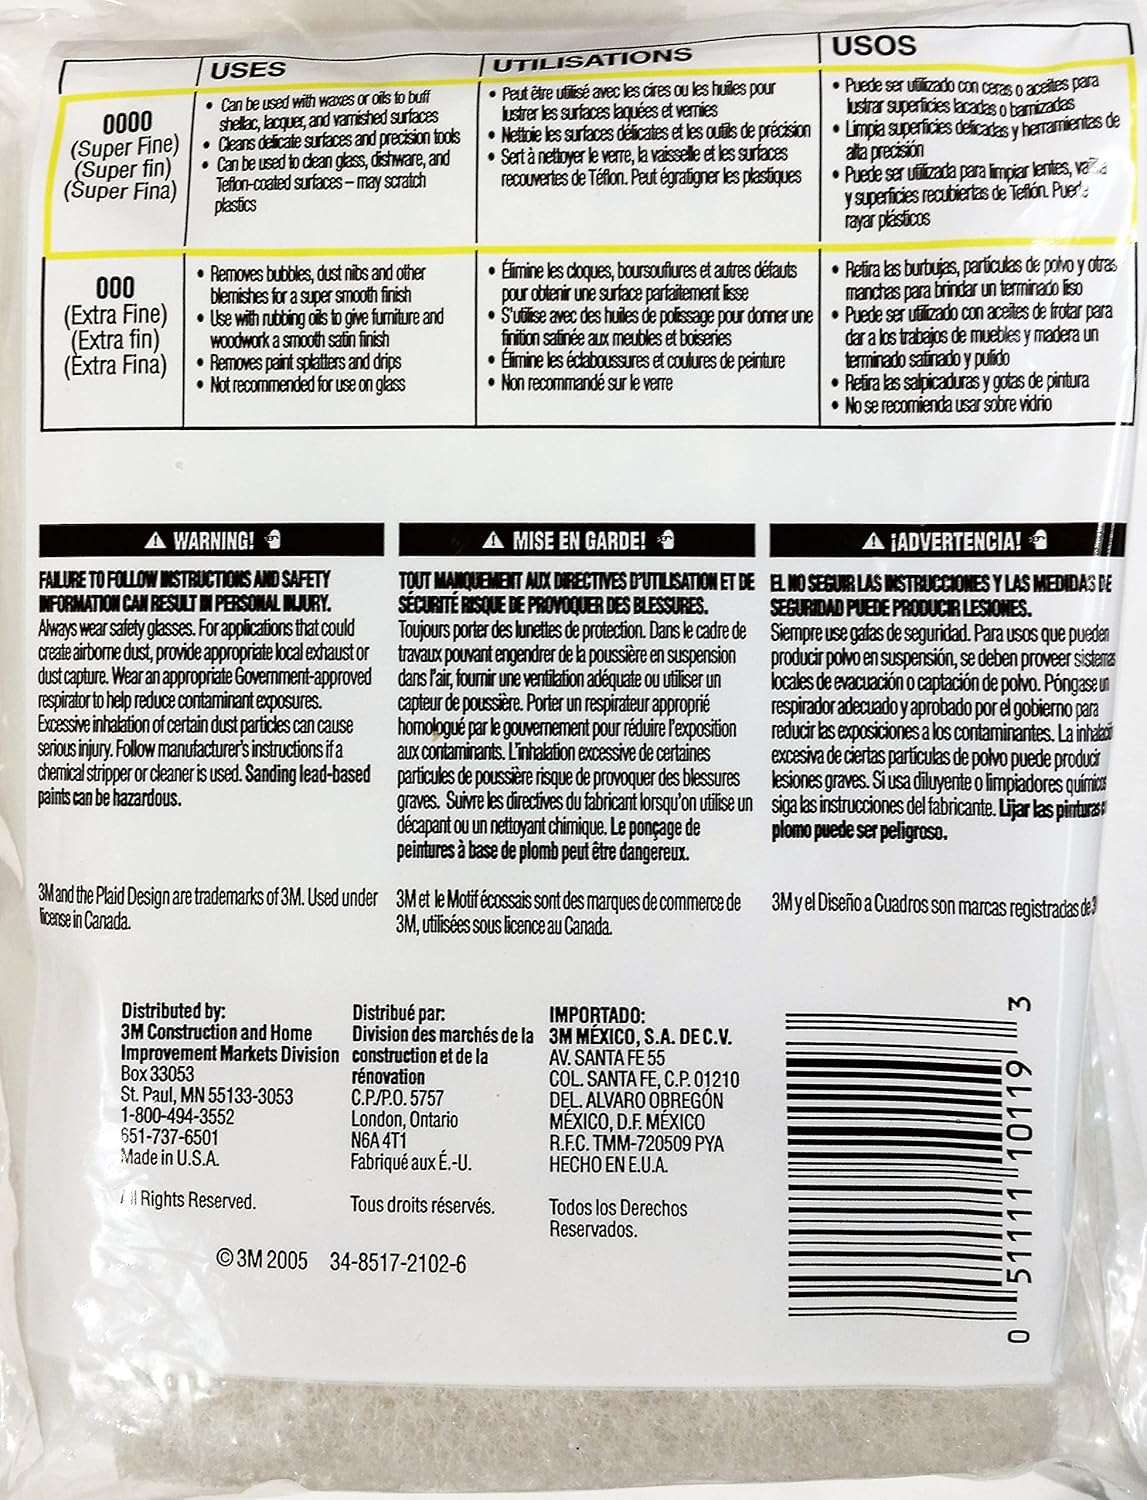 USES
UTILISATIONS
USOS
0000
(Super Fine)
(Super fin)
(Super Fina)
• Can be used with waxes or oils to buff
shellac, lacquer, and varnished surfaces
• Cleans delicate surfaces and precision tools
• Can be used to clean glass, dishware, and
Teflon-coated surfaces – may scratch
plastics
• Peut être utilisé avec les cires ou les huiles pour
lustrer les surfaces laquées et vernies
• Nettoie les surfaces délicates et les outils de précision
• Sert à nettoyer le verre, la vaisselle et les surfaces
recouvertes de Téflon. Peut égratigner les plastiques
• Puede ser utilizado con ceras o aceites para
lustrar superficies lacadas o barnizadas
• Limpia superficies delicadas y herramientas de
alta precisión
• Puede ser utilizada para limpiar lentes,
y superficies recubiertas de Teflón. Puede
rayar plásticos
000
(Extra Fine)
(Extra fin)
(Extra Fina)
• Removes bubbles, dust nibs and other
blemishes for a super smooth finish
• Use with rubbing oils to give furniture and
woodwork a smooth satin finish
• Removes paint splatters and drips
• Not recommended for use on glass
• Élimine les cloques, boursouflures et autres défauts
pour obtenir une surface parfaitement lisse
• S'utilise avec des huiles de polissage pour donner une
finition satinée aux meubles et boiseries
• Élimine les éclaboussures et coulures de peinture
• Non recommandé sur le verre
• Retira las burbujas, partículas de polvo y otras
manchas para brindar un terminado liso
• Puede ser utilizado con aceites de frotar para
dar a los trabajos de muebles y madera un
terminado satinado y pulido
• Retira las salpicaduras y gotas de pintura
• No se recomienda usar sobre vidrio
WARNING!
FAILURE TO FOLLOW INSTRUCTIONS AND SAFETY
INFORMATION CAN RESULT IN PERSONAL INJURY.
Always wear safety glasses. For applications that could
create airborne dust, provide appropriate local exhaust or
dust capture. Wear an appropriate Government-approved
respirator to help reduce contaminant exposures.
Excessive inhalation of certain dust particles can cause
serious injury. Follow manufacturer's instructions if a
chemical stripper or cleaner is used. Sanding lead-based
paints can be hazardous.
MISE EN GARDE!
TOUT MANQUEMENT AUX DIRECTIVES D'UTILISATION ET DE
SÉCURITÉ RISQUE DE PROVOQUER DES BLESSURES.
Toujours porter des lunettes de protection. Dans le cadre de
travaux pouvant engendrer de la poussière en suspension
dans l'air, fournir une ventilation adéquate ou utiliser un
capteur de poussière. Porter un respirateur approprié
homologué par le gouvernement pour réduire l'exposition
aux contaminants. L'inhalation excessive de certaines
particules de poussière risque de provoquer des blessures
graves. Suivre les directives du fabricant lorsqu'on utilise un
décapant ou un nettoyant chimique. Le ponçage de
peintures à base de plomb peut être dangereux.
¡ADVERTENCIA!
EL NO SEGUIR LAS INSTRUCCIONES Y LAS MEDIDAS DE
SEGURIDAD PUEDE PRODUCIR LESIONES.
Siempre use gafas de seguridad. Para usos que puedan
producir polvo en suspensión, se deben proveer sistemas
locales de evacuación o captación de polvo. Póngase un
respirador adecuado y aprobado por el gobierno para
reducir las exposiciones a los contaminantes. La
excesiva de ciertas partículas de polvo puede producir
lesiones graves. Si usa diluyente o limpiadores químicos
siga las instrucciones del fabricante. Lijar las pinturas
plomo puede ser peligroso.
3M and the Plaid Design are trademarks of 3M. Used under
license in Canada.
3M et le Motif écossais sont des marques de commerce de
3M, utilisées sous licence au Canada.
3M y el Diseño a Cuadros son marcas registradas de
Distributed by:
3M Construction and Home
Improvement Markets Division
Box 33053
St. Paul, MN 55133-3053
1-800-494-3552
651-737-6501
Made in U.S.A.
All Rights Reserved.
Distribué par:
Division des marchés de la
construction et de la
rénovation
C.P./P.O. 5757
London, Ontario
N6A 4T1
Fabriqué aux É.-U.
Tous droits réservés.
IMPORTADO:
3M MÉXICO, S.A. DE C.V.
AV. SANTA FE 55
COL. SANTA FE, C.P. 01210
DEL. ALVARO OBREGÓN
MÉXICO, D.F. MÉXICO
R.F.C. TMM-720509 PYA
HECHO EN E.U.A.
Todos los Derechos
Reservados.
© 3M 2005 34-8517-2102-6
0 51111 10119 3